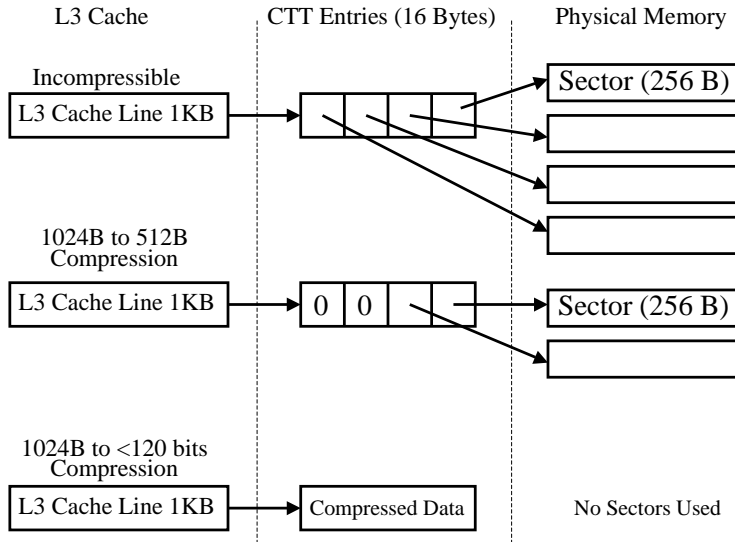 L3 Cache
CTT Entries (16 Bytes)
Physical Memory
Incompressible
L3 Cache Line 1KB
Sector (256 B)
1024B to 512B
Compression
L3 Cache Line 1KB
0 0
Sector (256 B)
1024B to <120 bits
Compression
L3 Cache Line 1KB
Compressed Data
No Sectors Used